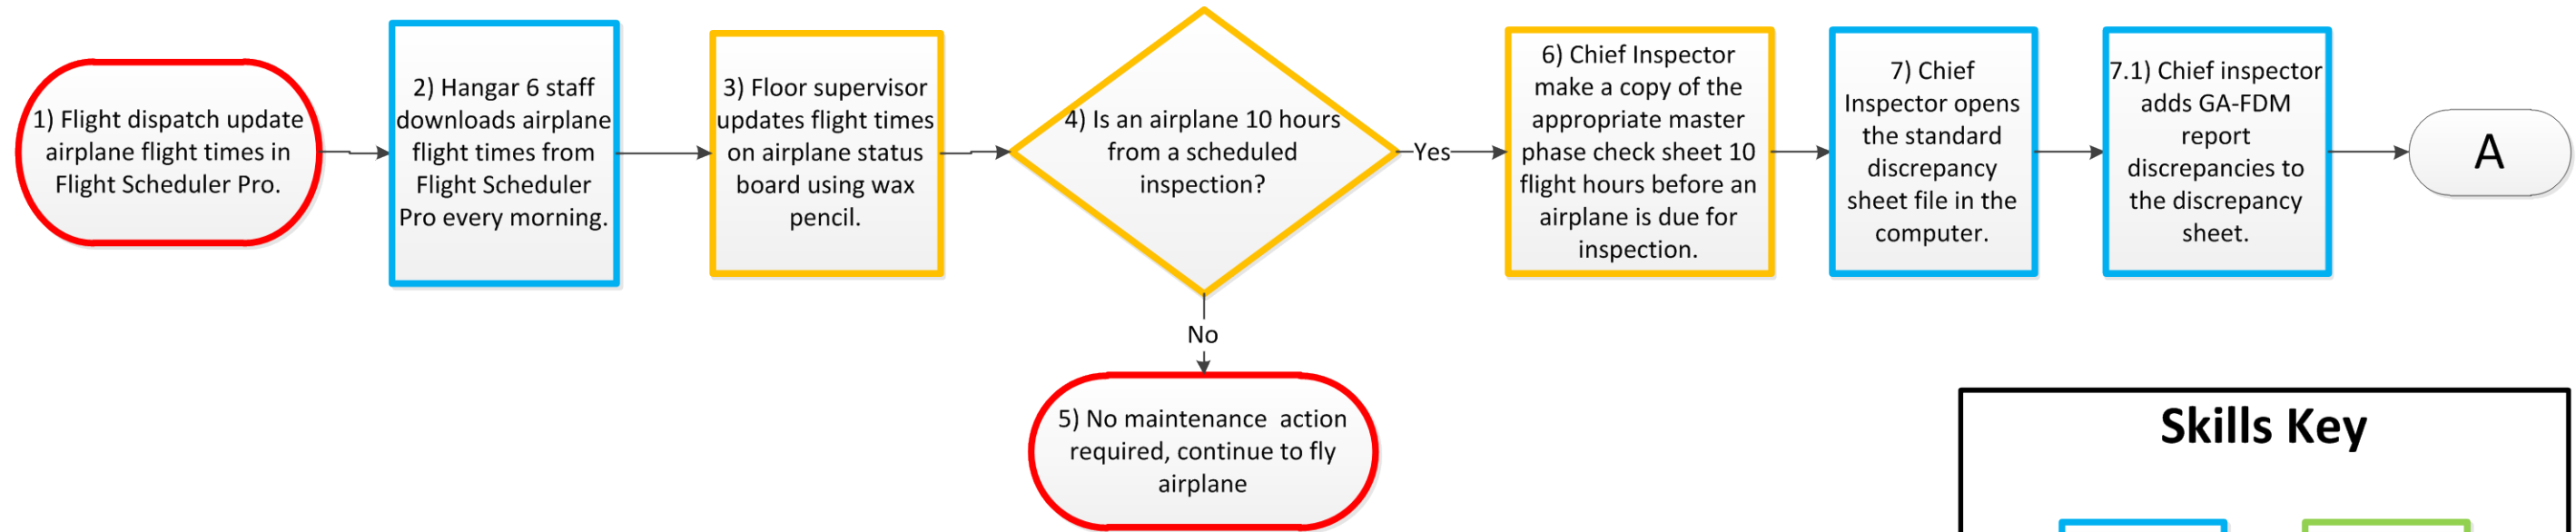 1) Flight dispatch update
airplane flight times in
Flight Scheduler Pro.
2) Hangar 6 staff
downloads airplane
flight times from
Flight Scheduler
Pro every morning.
3) Floor supervisor
updates flight times
on airplane status
board using wax
pencil.
4) Is an airplane 10 hours
from a scheduled
inspection?
Yes
No
5) No maintenance  action
required, continue to fly
airplane
6) Chief Inspector
make a copy of the
appropriate master
phase check sheet 10
flight hours before an
airplane is due for
inspection.
7) Chief
Inspector opens
the standard
discrepancy
sheet file in the
computer.
7.1) Chief inspector
adds GA-FDM
report
discrepancies to
the discrepancy
sheet.
A
Skills Key